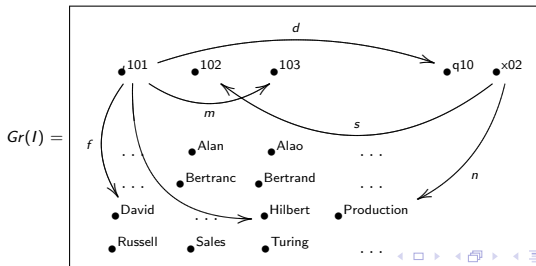 d
101 102 103 q10 x02
m
s
Gr(I) =
f
. . . Alan Alao . . .
n
. . . Bertranc Bertrand
David . . . Hilbert Production
Russell Sales Turing . . .